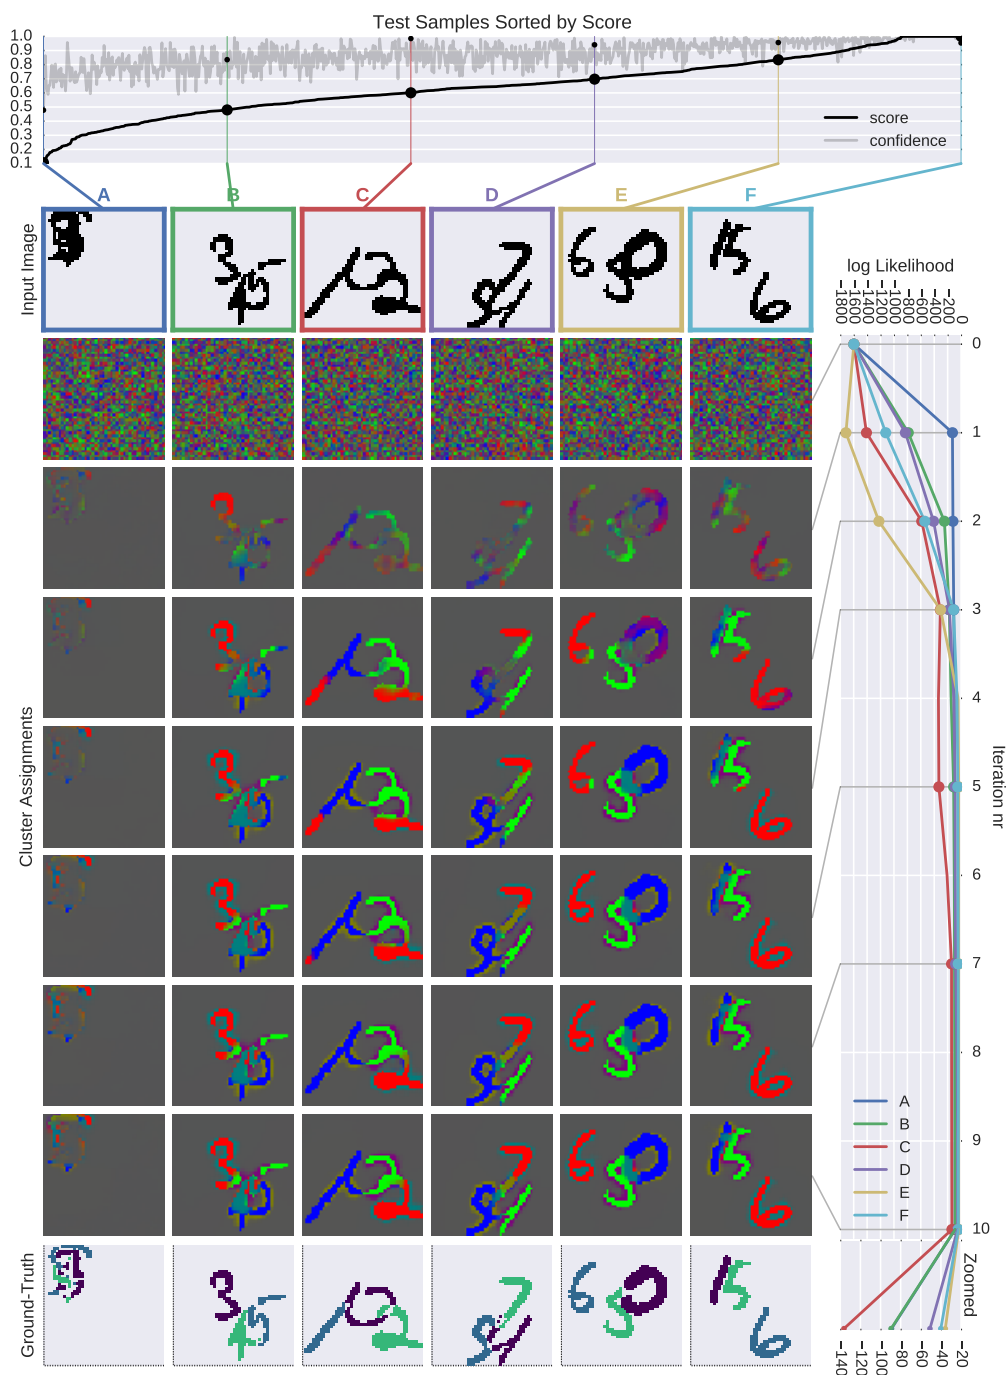 Test Samples Sorted by Score
1.0
0.9
0.8
0.7
0.6
0.5
0.4
0.3
0.2
0.1
score
confidence
A B C D E F
Input Image
Cluster Assignments
Ground-Truth
log Likelihood
-1800 -1600 -1400 -1200 -1000 -800 -600 -400 -200 0
0
1
2
3
4
5
6
7
8
9
10
Iteration nr
A
B
C
D
E
F
Zoomed
-140 -120 -100 -80 -60 -40 -20